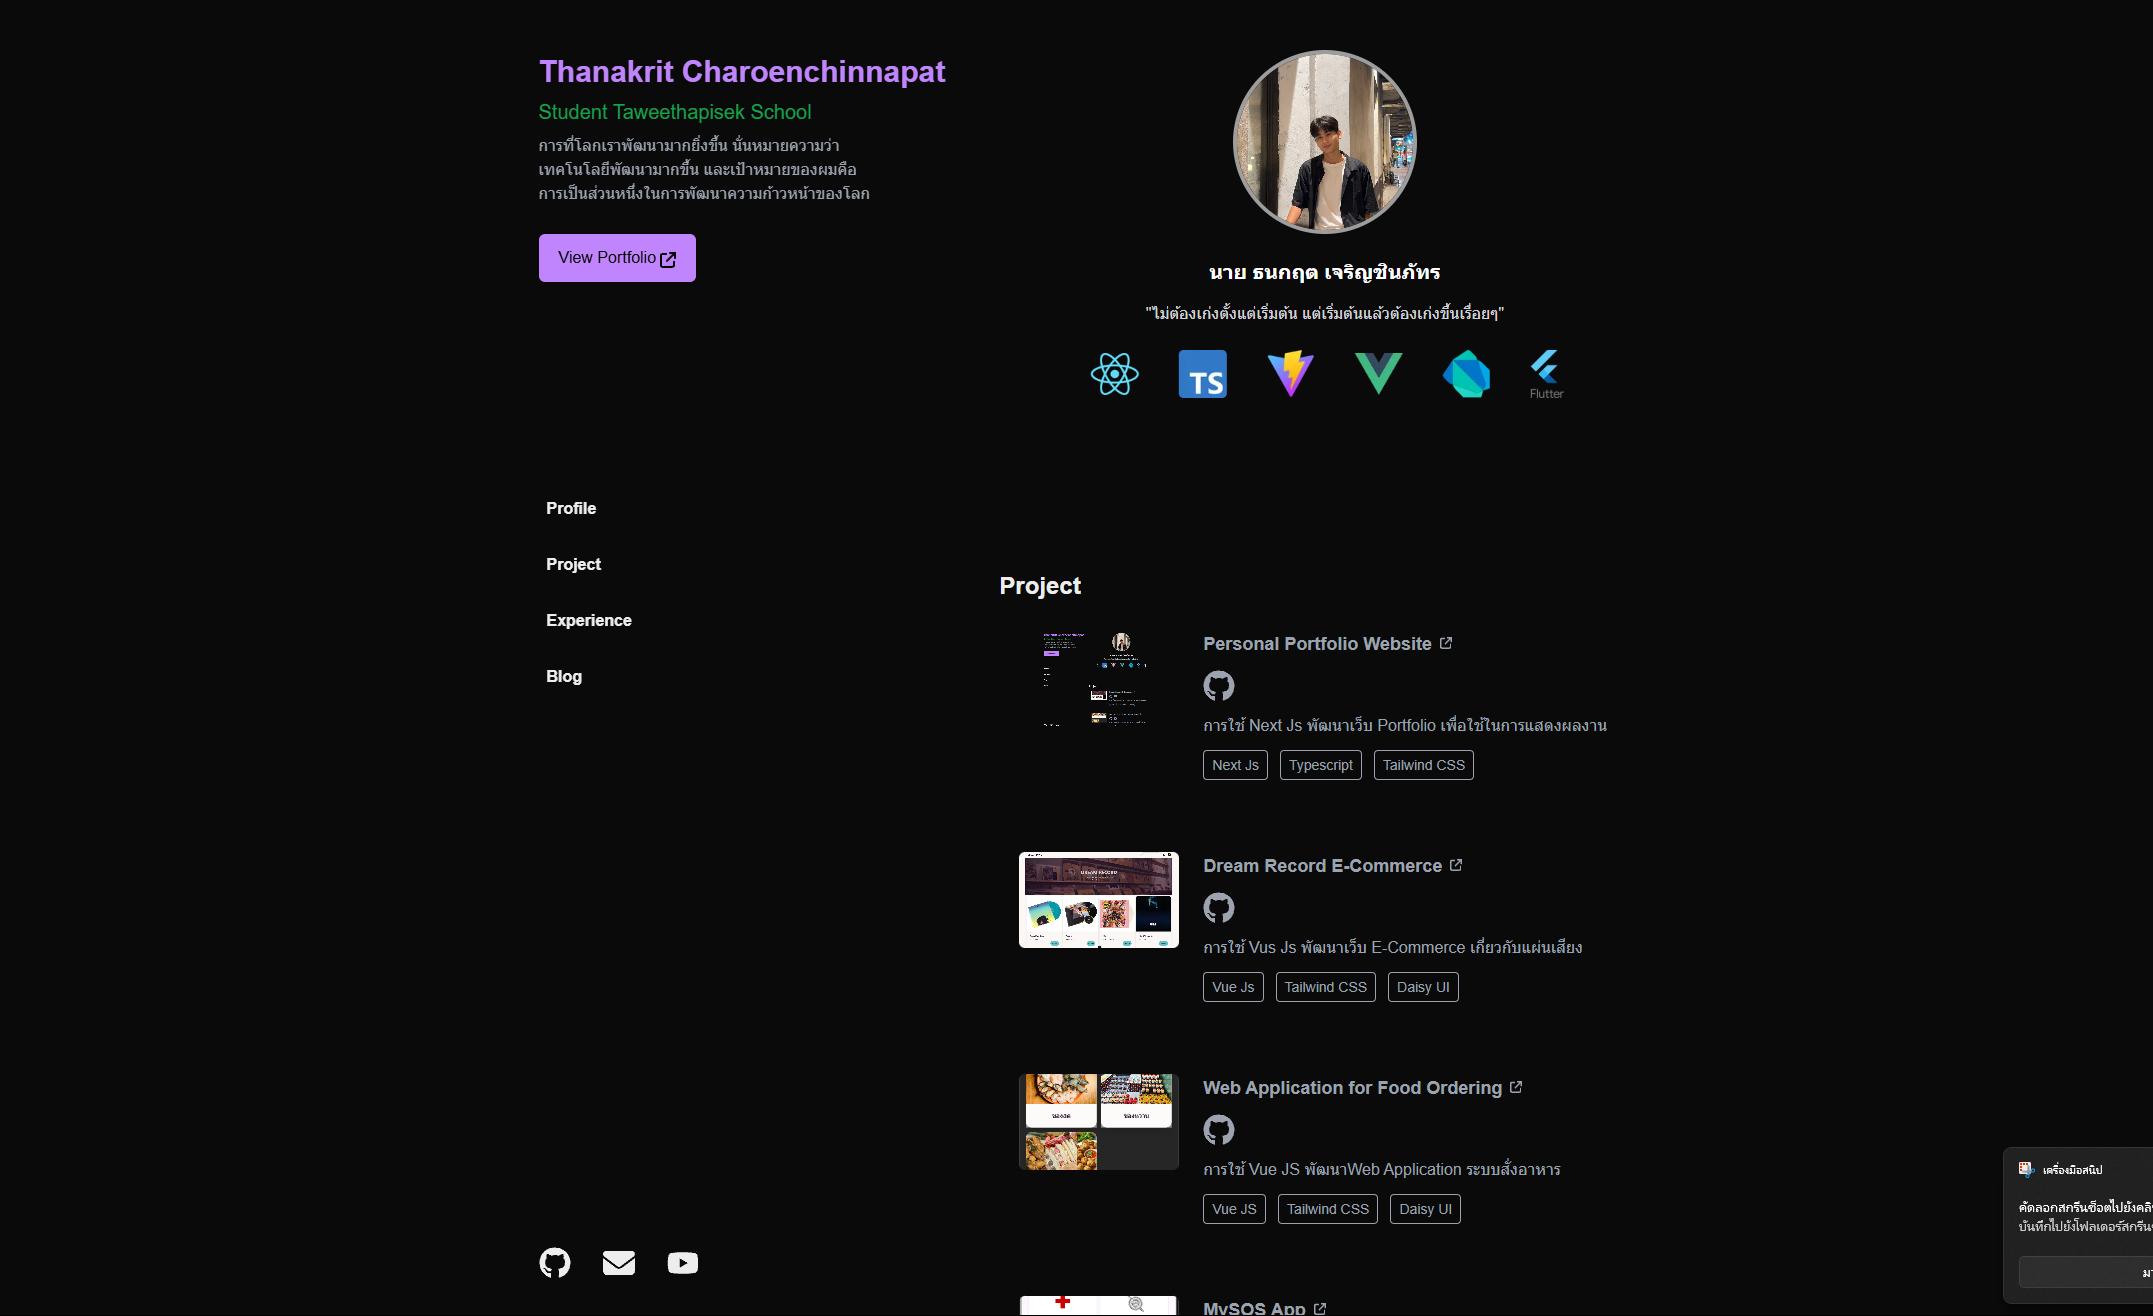 Thanakrit Charoenchinnapat
Student Taweethapisek School
การที่โลกเราพัฒนามากยิ่งขึ้น นั่นหมายความว่า
เทคโนโลยีพัฒนามากขึ้น และเป้าหมายของผมคือ
การเป็นส่วนหนึ่งในการพัฒนาความก้าวหน้าของโลก
View Portfolio
Profile
Project
Experience
Blog
นาย ธนกฤต เจริญชินภัทร
"ไม่ต้องเก่งตั้งแต่เริ่มต้น แต่เริ่มต้นแล้วต้องเก่งขึ้นเรื่อยๆ"
TS
Flutter
Project
Personal Portfolio Website
การใช้ Next Js พัฒนาเว็บ Portfolio เพื่อใช้ในการแสดงผลงาน
Next Js Typescript Tailwind CSS
DREAM RECORD
Dream Record E-Commerce
การใช้ Vus Js พัฒนาเว็บ E-Commerce เกี่ยวกับแผ่นเสียง
Vue Js Tailwind CSS Daisy UI
ของสด ของหวาน
Web Application for Food Ordering
การใช้ Vue JS พัฒนาWeb Application ระบบสั่งอาหาร
Vue JS Tailwind CSS Daisy UI
MySOS App
เครื่องมือสนิป
คัดลอกสกรีนช็อตไปยังคลิ
บันทึกไปยังโฟลเดอร์สกรีน